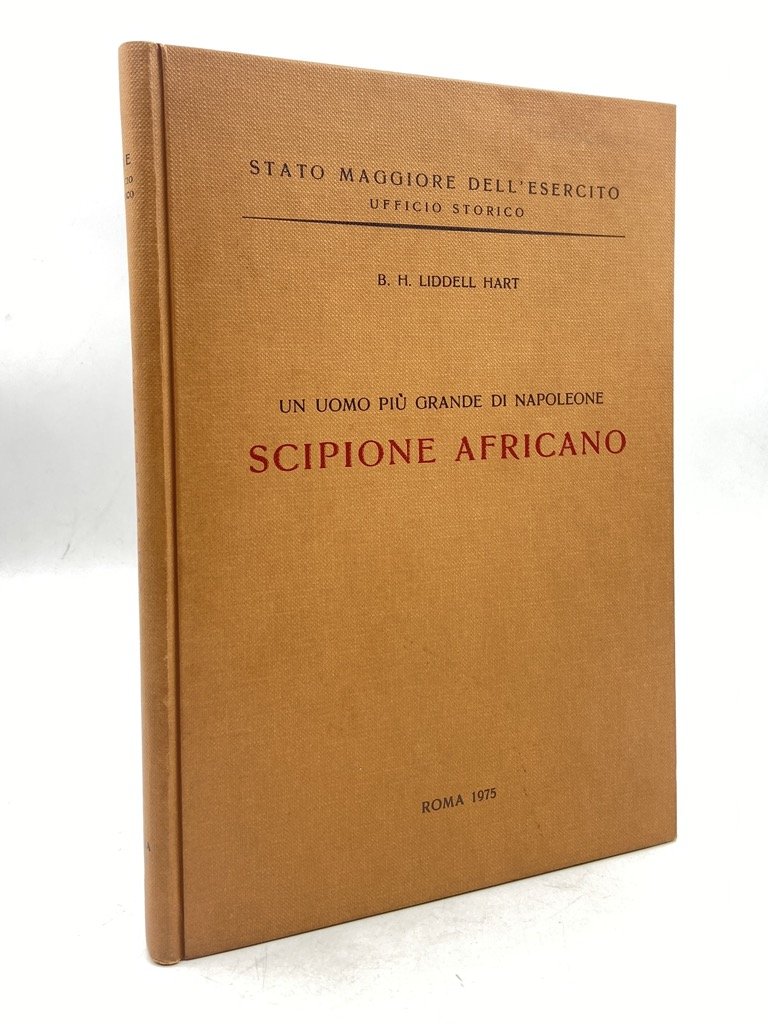 STATO MAGGIORE DELL'ESERCITO
UFFICIO STORICO
B. H. LIDDELL HART
UN UOMO PIÙ GRANDE DI NAPOLEONE
SCIPIONE AFRICANO
ROMA 1975